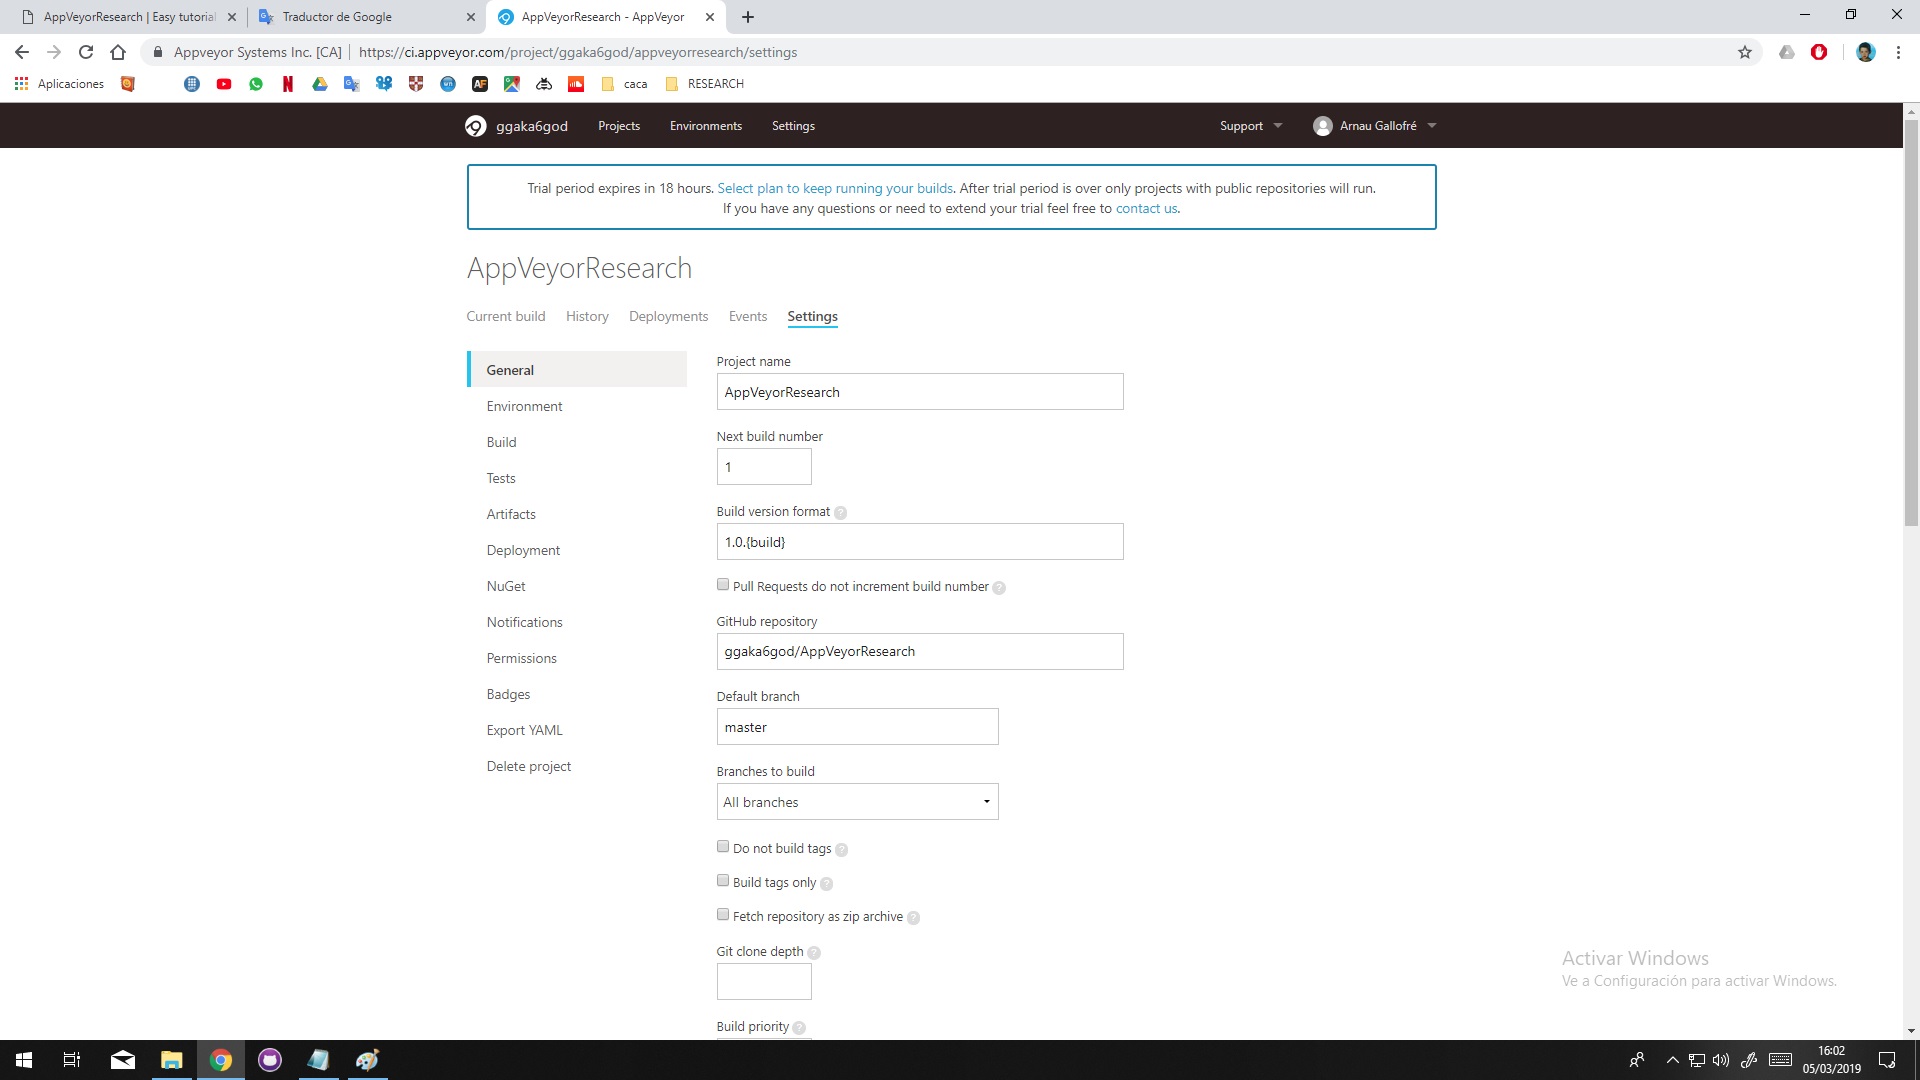 AppVeyorResearch | Easy tutorial
Traductor de Google
AppVeyorResearch - AppVeyor
Appveyor Systems Inc. [CA]
https://ci.appveyor.com/project/ggaka6god/appveyorresearch/settings
Aplicaciones
caca
RESEARCH
ggaka6god
Projects
Environments
Settings
Support
Arnau Gallofré
Trial period expires in 18 hours. Select plan to keep running your builds. After trial period is over only projects with public repositories will run.
If you have any questions or need to extend your trial feel free to contact us.
AppVeyorResearch
Current build
History
Deployments
Events
Settings
General
Environment
Build
Tests
Artifacts
Deployment
NuGet
Notifications
Permissions
Badges
Export YAML
Delete project
Project name
AppVeyorResearch
Next build number
1
Build version format ?
1.0.{build}
Pull Requests do not increment build number ?
GitHub repository
ggaka6god/AppVeyorResearch
Default branch
master
Branches to build
All branches
Do not build tags ?
Build tags only ?
Fetch repository as zip archive ?
Git clone depth ?
Build priority ?
Activar Windows
Ve a Configuración para activar Windows.
16:02
05/03/2019